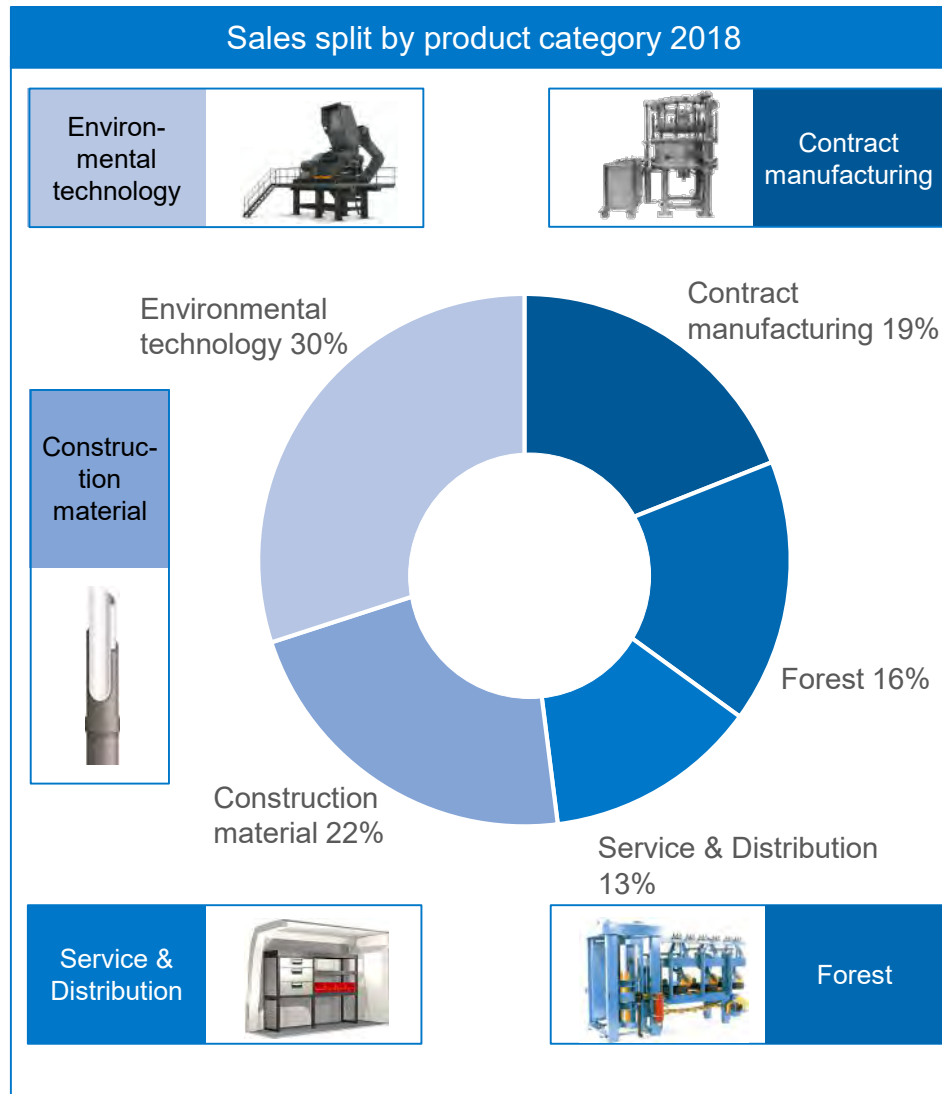 Sales split by product category 2018
Environ-
mental
technology
Contract
manufacturing
Environmental
technology 30%
Contract
manufacturing 19%
Construc-
tion
material
Forest 16%
Construction
material 22%
Service & Distribution
13%
Service &
Distribution
Forest